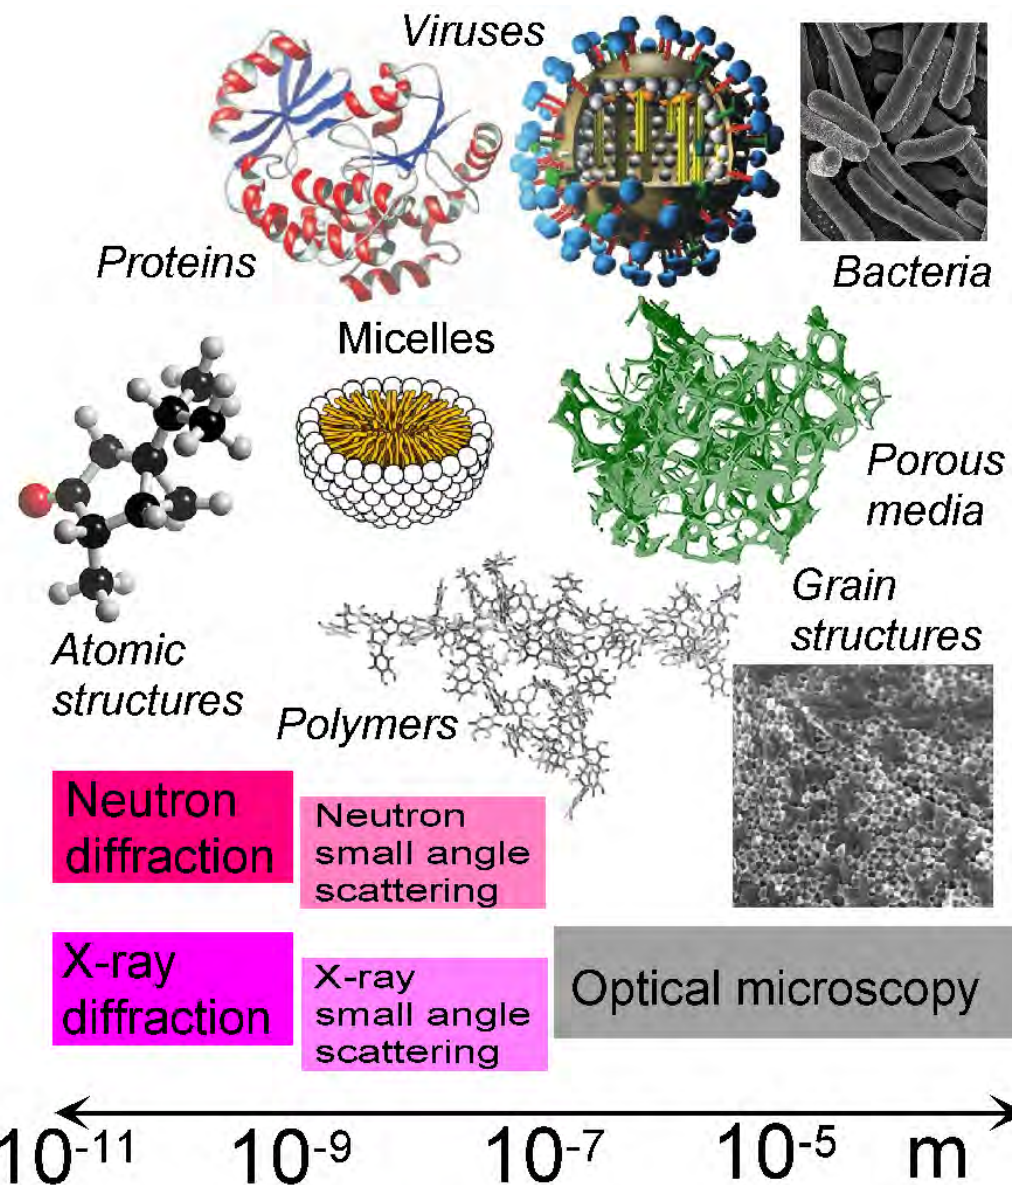 Viruses
Proteins
Bacteria
Micelles
Porous
media
Grain
structures
Atomic
structures
Polymers
Neutron
diffraction
Neutron
small angle
scattering
X-ray
diffraction
X-ray
small angle
scattering
Optical microscopy
10⁻¹¹ 10⁻⁹ 10⁻⁷ 10⁻⁵ m